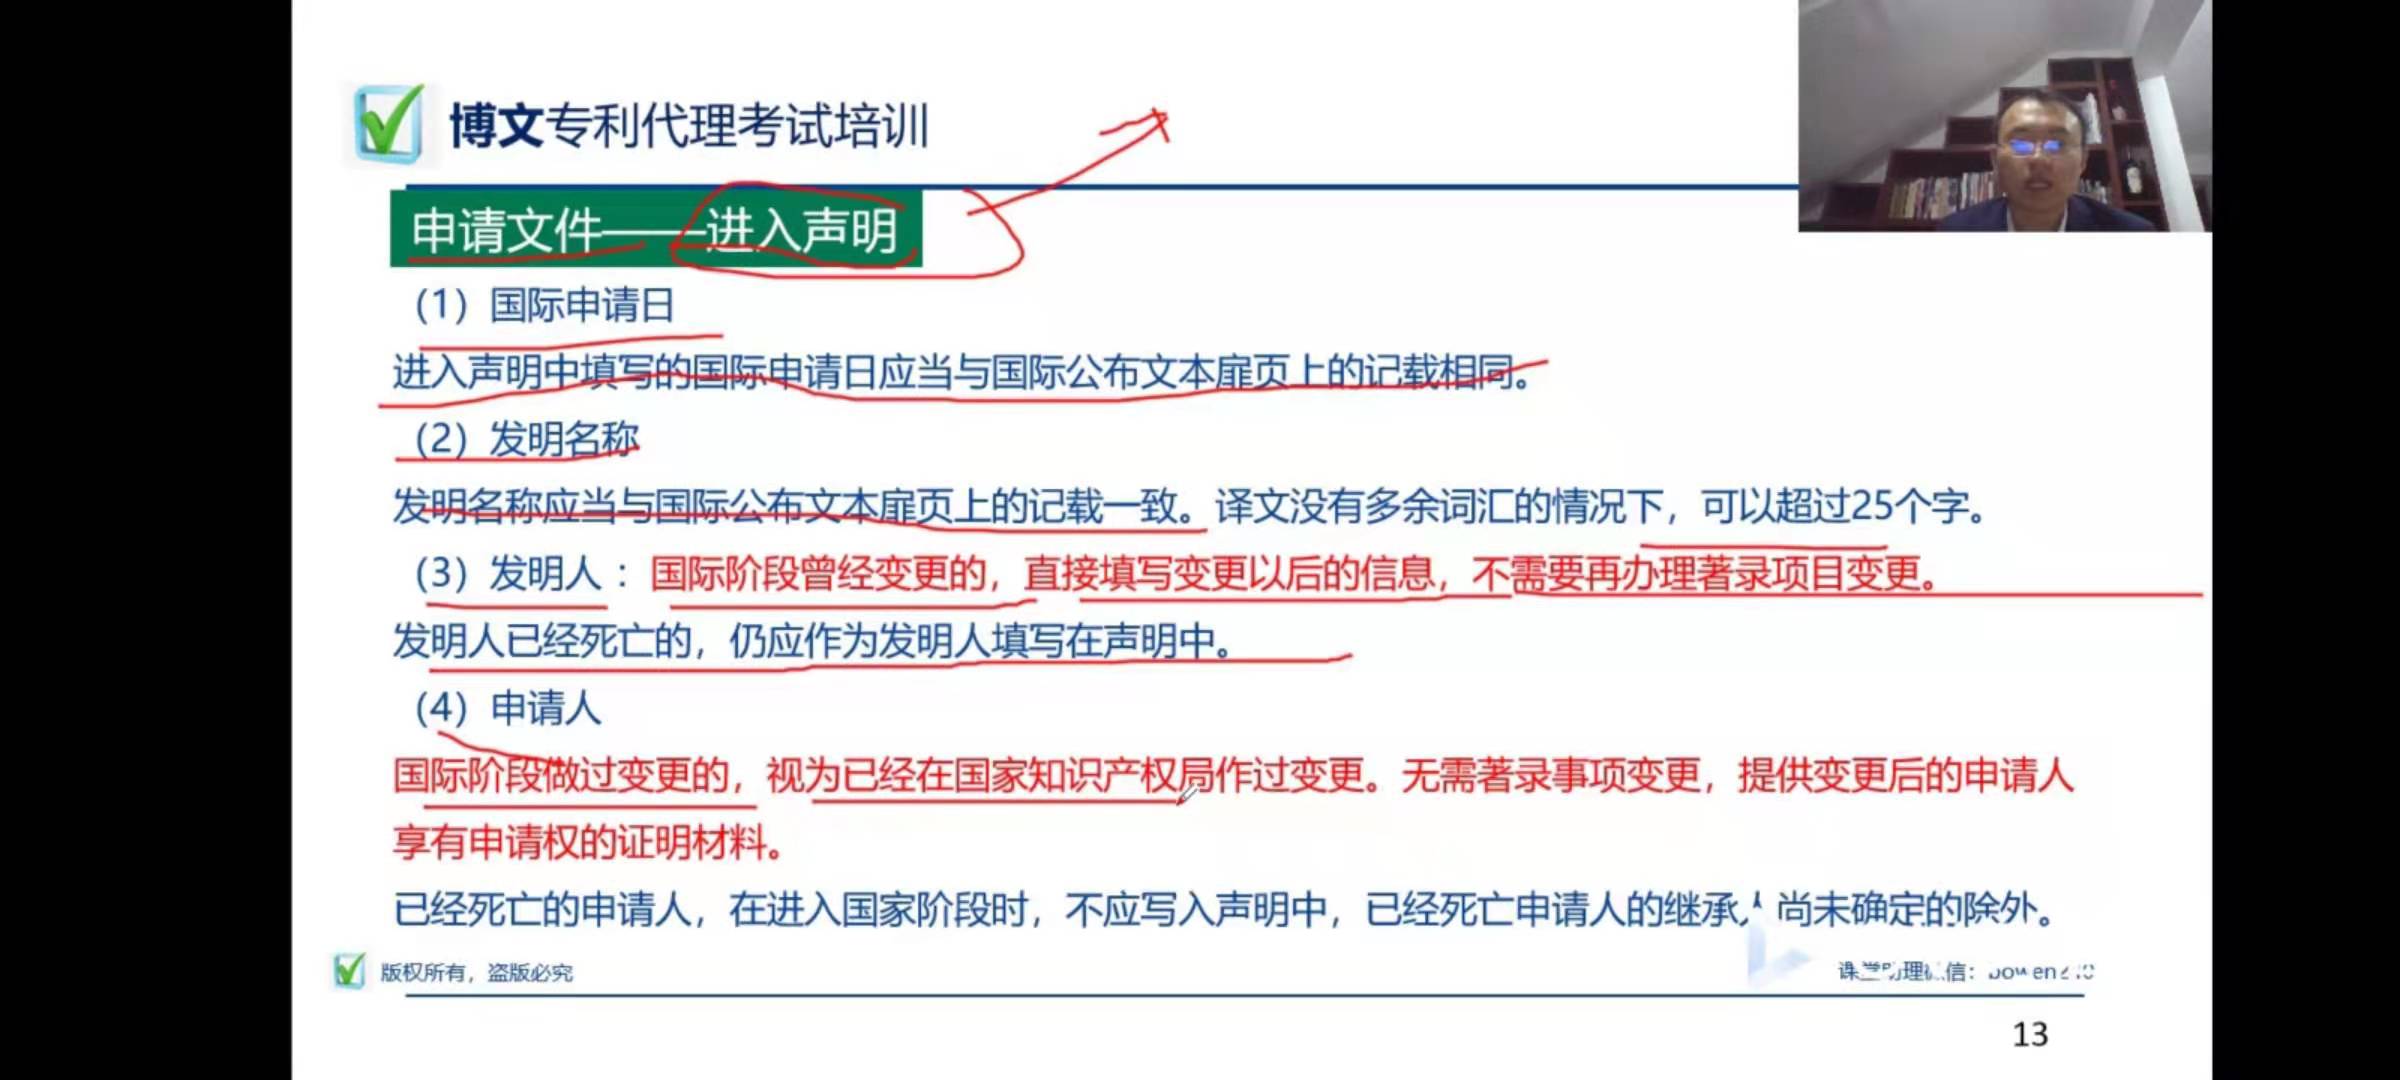 博文专利代理考试培训
申请文件——进入声明
（1）国际申请日
进入声明中填写的国际申请日应当与国际公布文本扉页上的记载相同。
（2）发明名称
发明名称应当与国际公布文本扉页上的记载一致。译文没有多余词汇的情况下，可以超过25个字。
（3）发明人：国际阶段曾经变更的，直接填写变更以后的信息，不需要再办理著录项目变更。
发明人已经死亡的，仍应作为发明人填写在声明中。
（4）申请人
国际阶段做过变更的，视为已经在国家知识产权局作过变更。无需著录事项变更，提供变更后的申请人
享有申请权的证明材料。
已经死亡的申请人，在进入国家阶段时，不应写入声明中，已经死亡申请人的继承人尚未确定的除外。
版权所有，盗版必究
课堂助理微信：
13